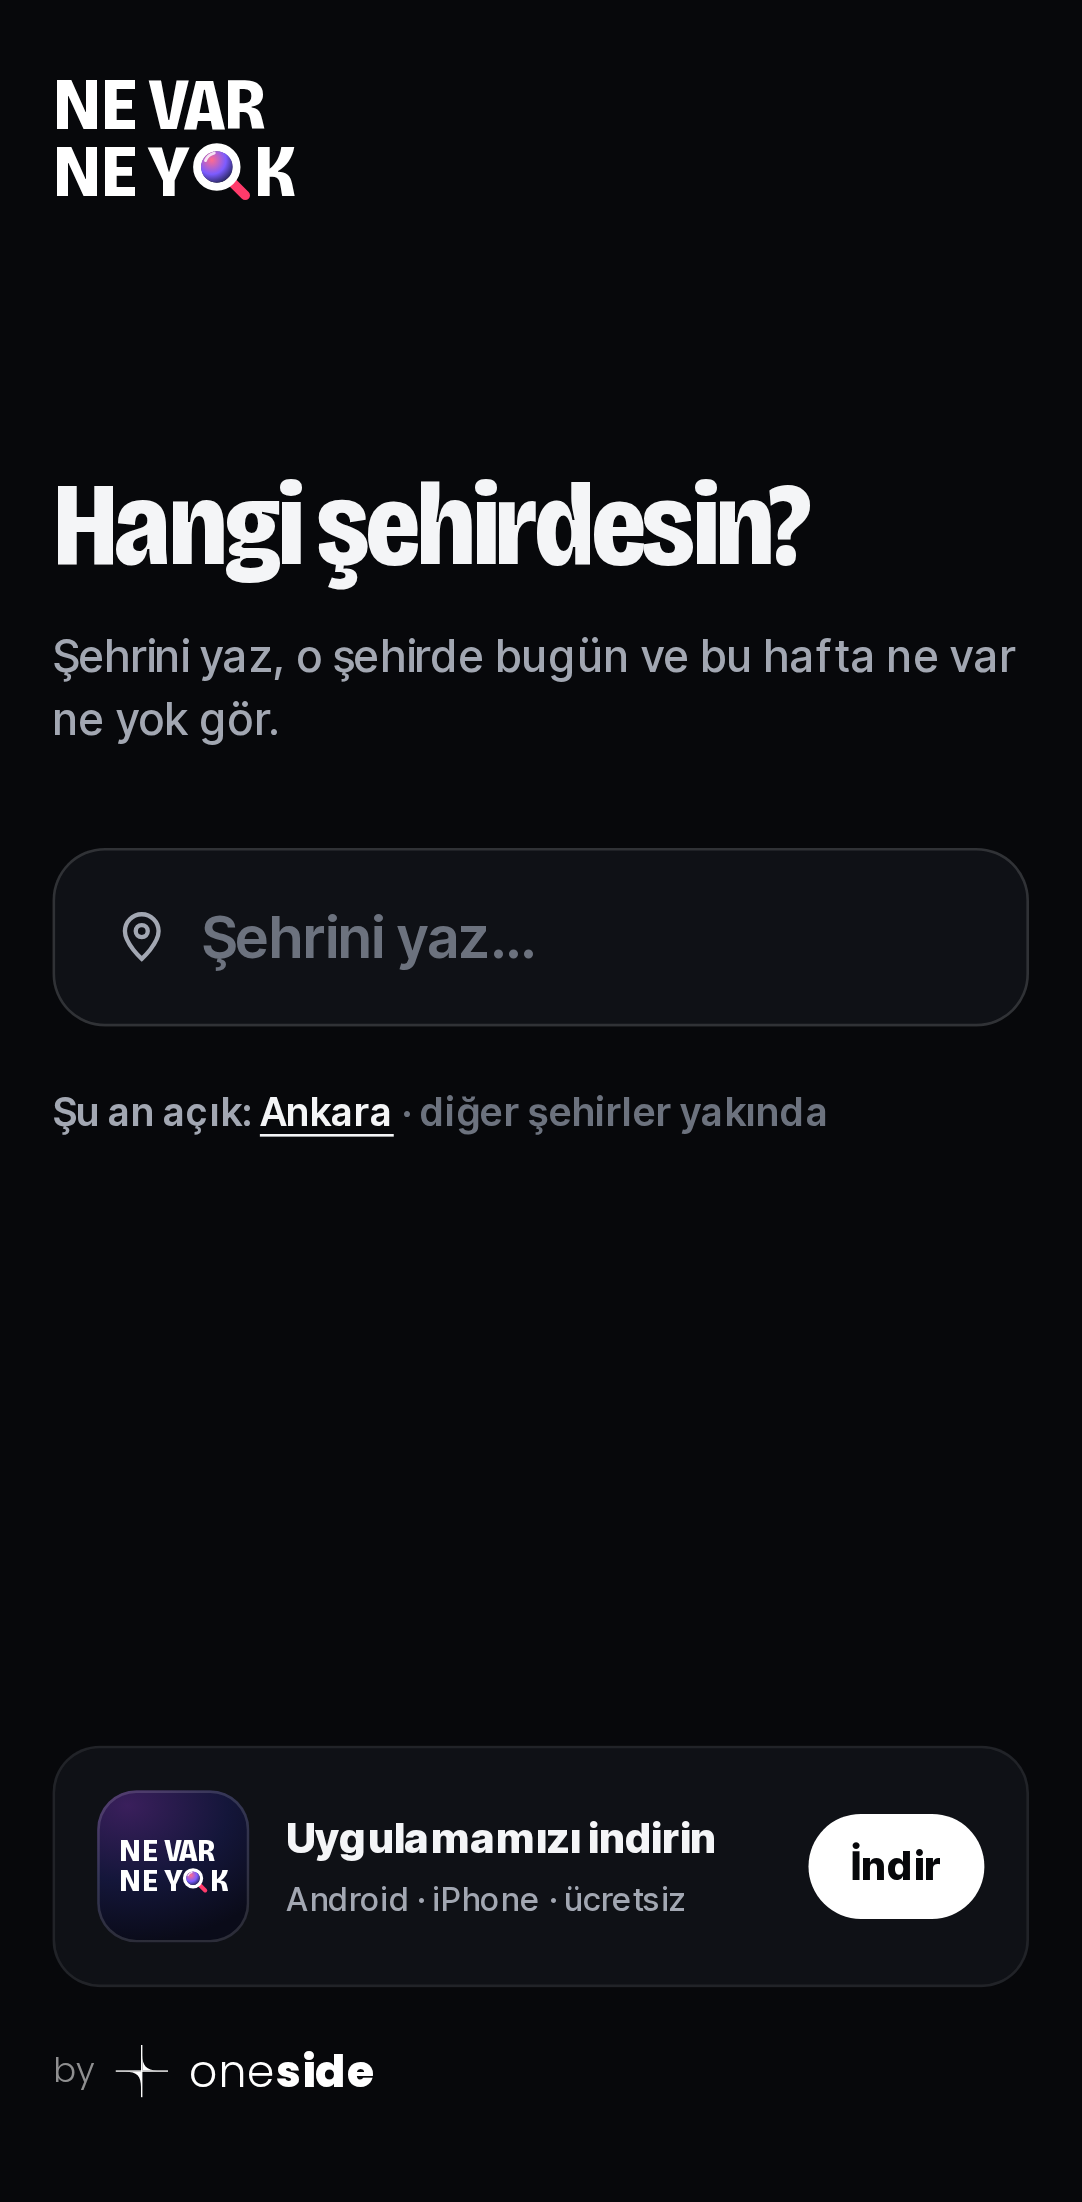 NE VAR
NE YOK
Hangi şehirdesin?
Şehrini yaz, o şehirde bugün ve bu hafta ne var
ne yok gör.
Şehrini yaz...
Şu an açık: Ankara · diğer şehirler yakında
NE VAR
NE YOK
Uygulamamızı indirin
Android · iPhone · ücretsiz
İndir
by oneside